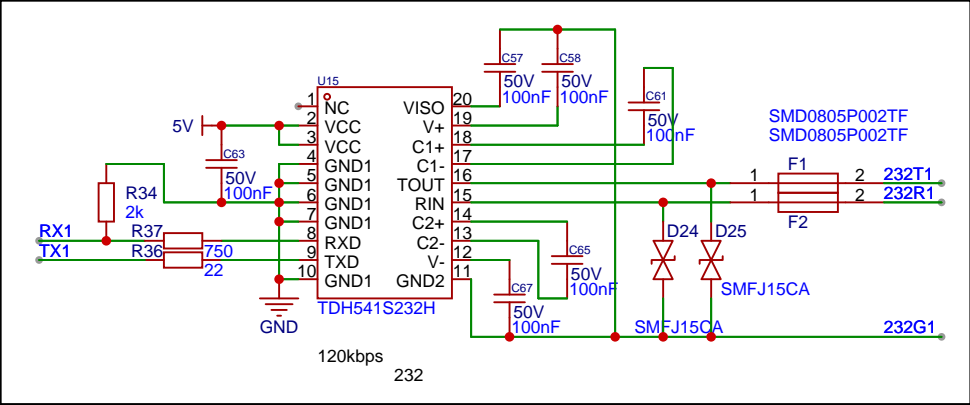 C57
50V
100nF
C58
50V
100nF
C61
50V
100nF
U15
1 NC VISO 20
2 VCC V+ 19
3 VCC C1+ 18
4 GND1 C1- 17
5 GND1 TOUT 16
6 GND1 RIN 15
7 GND1 C2+ 14
8 RXD C2- 13
9 TXD V- 12
10 GND1 GND2 11
TDH541S232H
5V
C63
50V
100nF
R34
2k
RX1
R37
750
TX1
R36
22
GND
C65
50V
100nF
C67
50V
100nF
SMD0805P002TF
SMD0805P002TF
F1
1 2 232T1
1 2 232R1
F2
D24 D25
SMFJ15CA
SMFJ15CA
232G1
120kbps
232